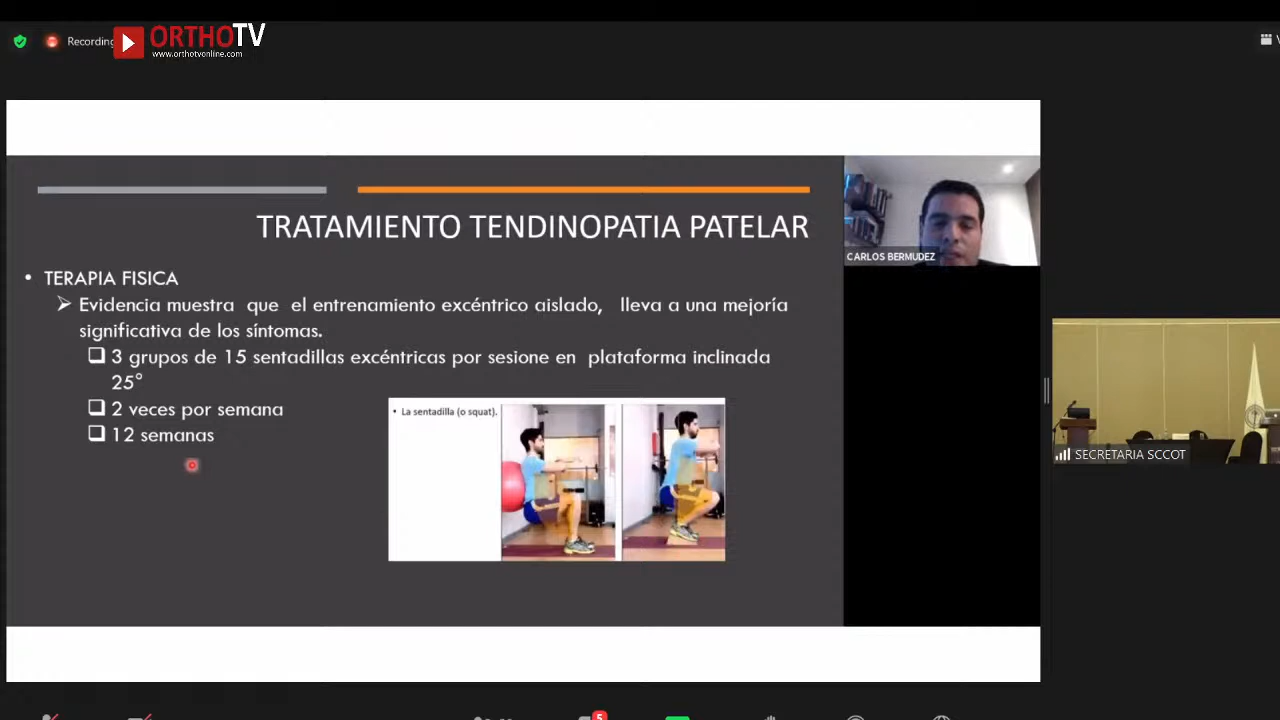 Recording
ORTHOTV
www.orthotvonline.com
TRATAMIENTO TENDINOPATIA PATELAR
• TERAPIA FISICA
Evidencia muestra que el entrenamiento excéntrico aislado, lleva a una mejoría
significativa de los síntomas.
3 grupos de 15 sentadillas excéntricas por sesione en plataforma inclinada
25°
2 veces por semana
12 semanas
• La sentadilla (o squat).
CARLOS BERMUDEZ
SECRETARIA SCCOT
5